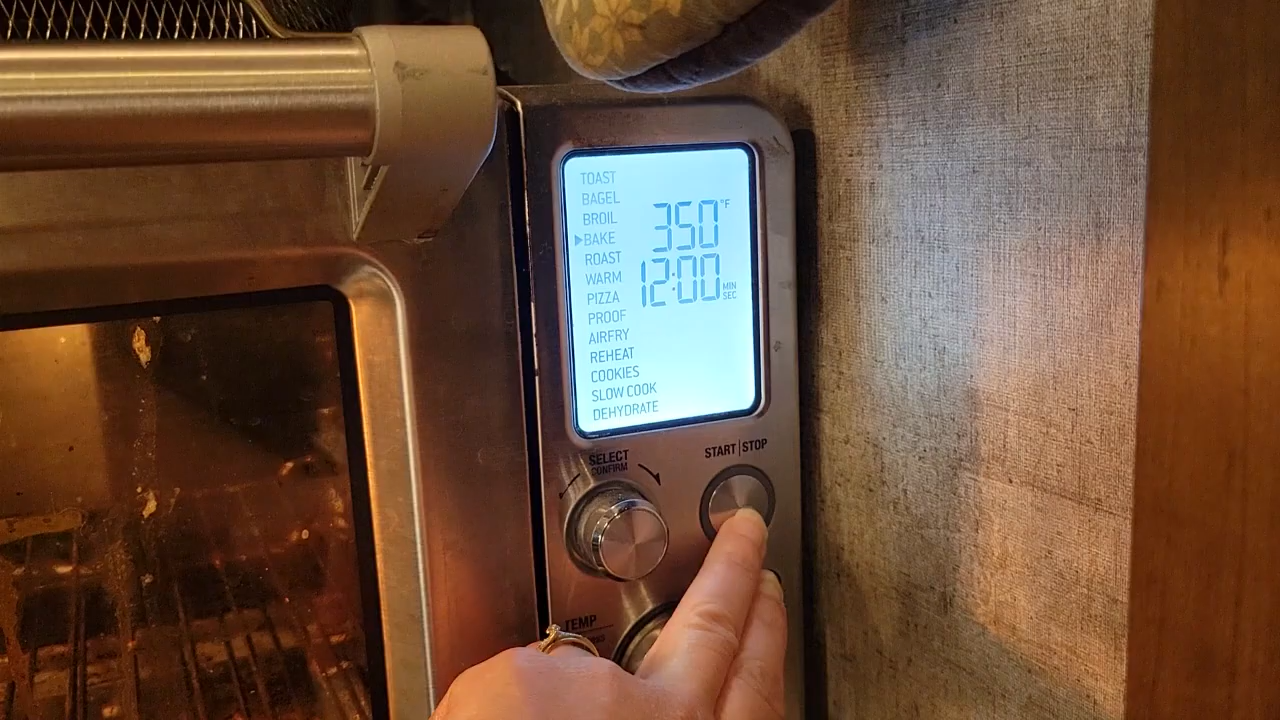 TOAST
BAGEL
BROIL
▶BAKE
ROAST
WARM
PIZZA
PROOF
AIRFRY
REHEAT
COOKIES
SLOW COOK
DEHYDRATE
350°F
12:00 MIN SEC
SELECT
CONFIRM
START|STOP
TEMP